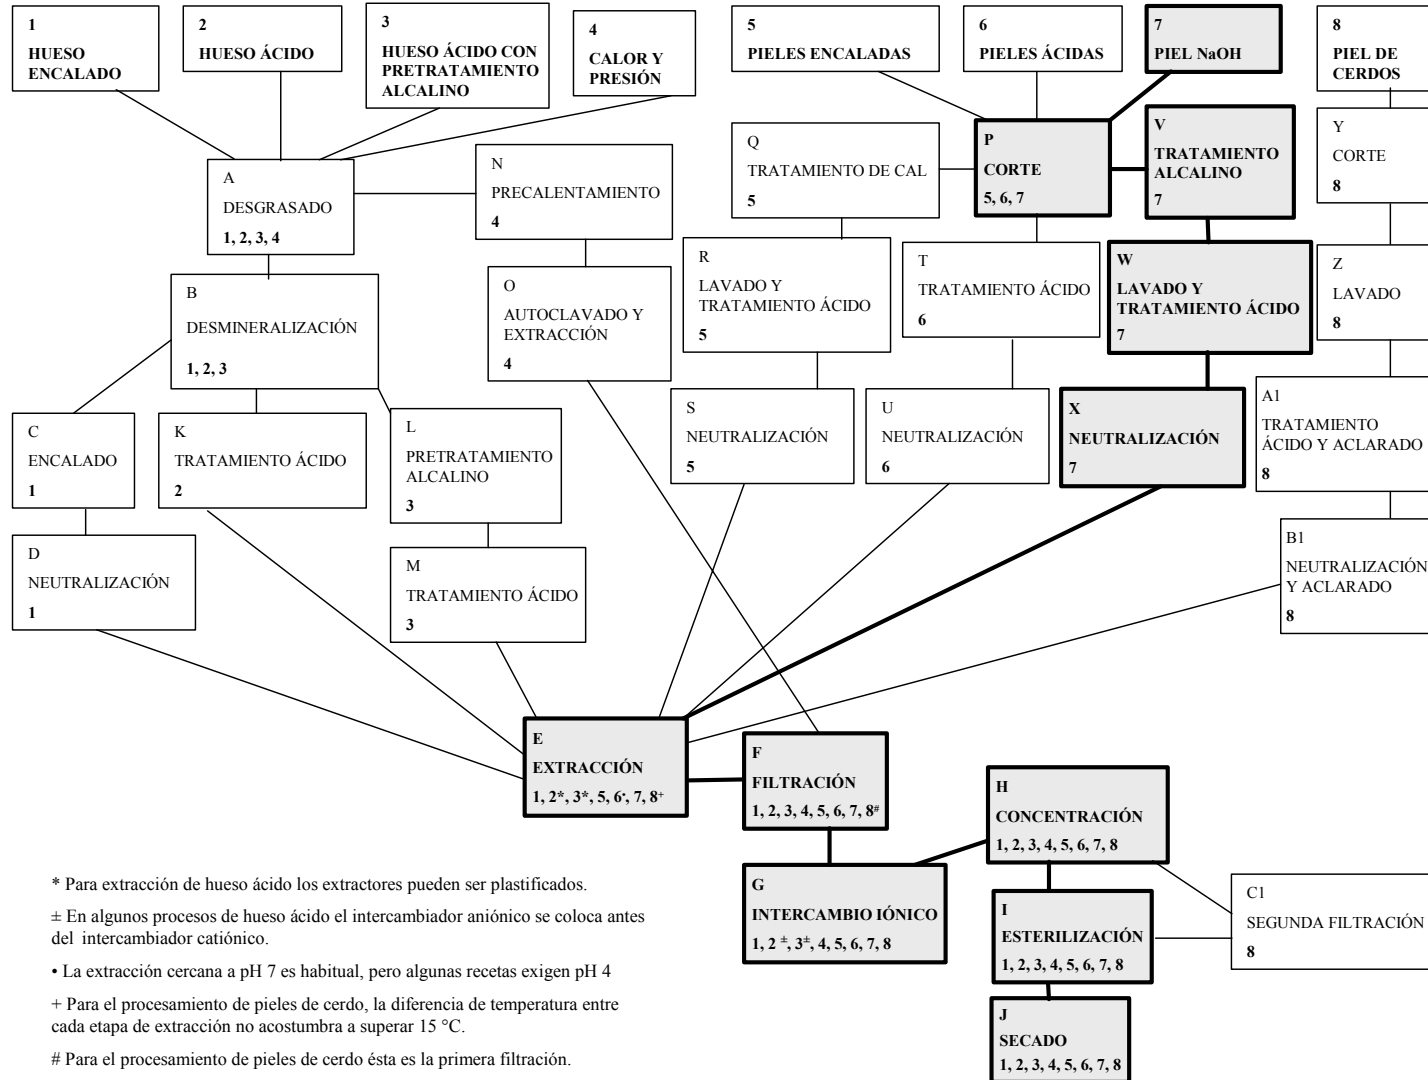 1
HUESO
ENCALADO
2
HUESO ÁCIDO
3
HUESO ÁCIDO CON
PRETRATAMIENTO
ALCALINO
4
CALOR Y
PRESIÓN
5
PIELES ENCALADAS
6
PIELES ÁCIDAS
7
PIEL NaOH
8
PIEL DE
CERDOS
A
DESGRASADO
1, 2, 3, 4
N
PRECALENTAMIENTO
4
Q
TRATAMIENTO DE CAL
5
P
CORTE
5, 6, 7
V
TRATAMIENTO
ALCALINO
7
Y
CORTE
8
B
DESMINERALIZACIÓN
1, 2, 3
O
AUTOCLAVADO Y
EXTRACCIÓN
4
R
LAVADO Y
TRATAMIENTO ÁCIDO
5
T
TRATAMIENTO ÁCIDO
6
W
LAVADO Y
TRATAMIENTO ÁCIDO
7
Z
LAVADO
8
C
ENCALADO
1
K
TRATAMIENTO ÁCIDO
2
L
PRETRATAMIENTO
ALCALINO
3
S
NEUTRALIZACIÓN
5
U
NEUTRALIZACIÓN
6
X
NEUTRALIZACIÓN
7
A1
TRATAMIENTO
ÁCIDO Y ACLARADO
8
D
NEUTRALIZACIÓN
1
M
TRATAMIENTO ÁCIDO
3
B1
NEUTRALIZACIÓN
Y ACLARADO
8
E
EXTRACCIÓN
1, 2*, 3*, 5, 6•, 7, 8+
F
FILTRACIÓN
1, 2, 3, 4, 5, 6, 7, 8#
H
CONCENTRACIÓN
1, 2, 3, 4, 5, 6, 7, 8
G
INTERCAMBIO IÓNICO
1, 2 ±, 3±, 4, 5, 6, 7, 8
I
ESTERILIZACIÓN
1, 2, 3, 4, 5, 6, 7, 8
C1
SEGUNDA FILTRACIÓN
8
J
SECADO
1, 2, 3, 4, 5, 6, 7, 8
* Para extracción de hueso ácido los extractores pueden ser plastificados.
± En algunos procesos de hueso ácido el intercambiador aniónico se coloca antes
del intercambiador catiónico.
• La extracción cercana a pH 7 es habitual, pero algunas recetas exigen pH 4
+ Para el procesamiento de pieles de cerdo, la diferencia de temperatura entre
cada etapa de extracción no acostumbra a superar 15 °C.
# Para el procesamiento de pieles de cerdo ésta es la primera filtración.